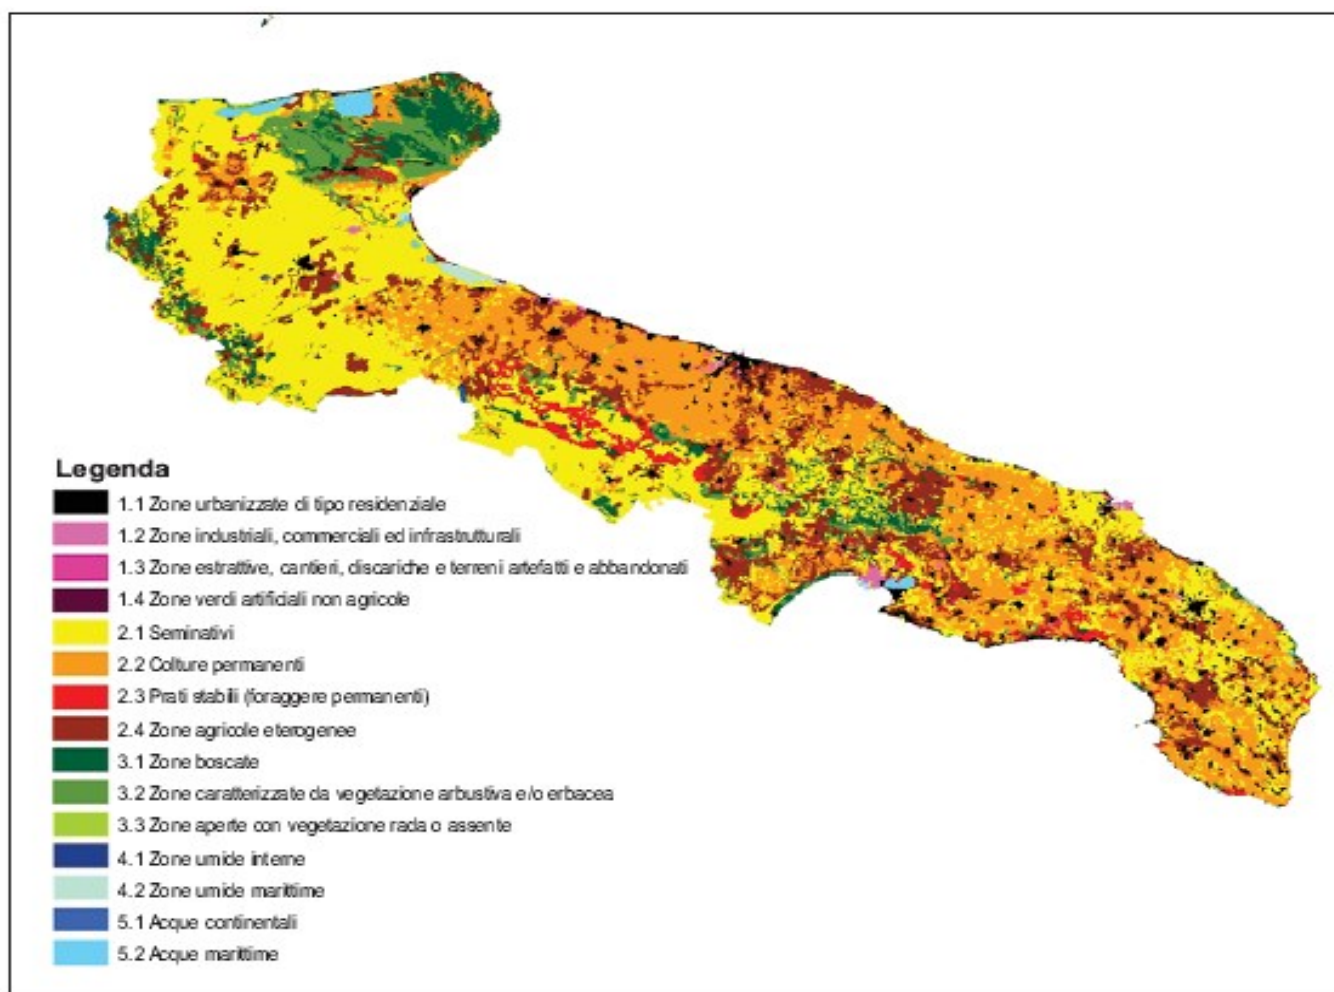 Legenda
1.1 Zone urbanizzate di tipo residenziale
1.2 Zone industriali, commerciali ed infrastrutturali
1.3 Zone estrattive, cantieri, discariche e terreni artefatti e abbandonati
1.4 Zone verdi artificiali non agricole
2.1 Seminativi
2.2 Colture permanenti
2.3 Prati stabili (foraggere permanenti)
2.4 Zone agricole eterogenee
3.1 Zone boscate
3.2 Zone caratterizzate da vegetazione arbustiva e/o erbacea
3.3 Zone aperte con vegetazione rada o assente
4.1 Zone umide interne
4.2 Zone umide marittime
5.1 Acque continentali
5.2 Acque marittime